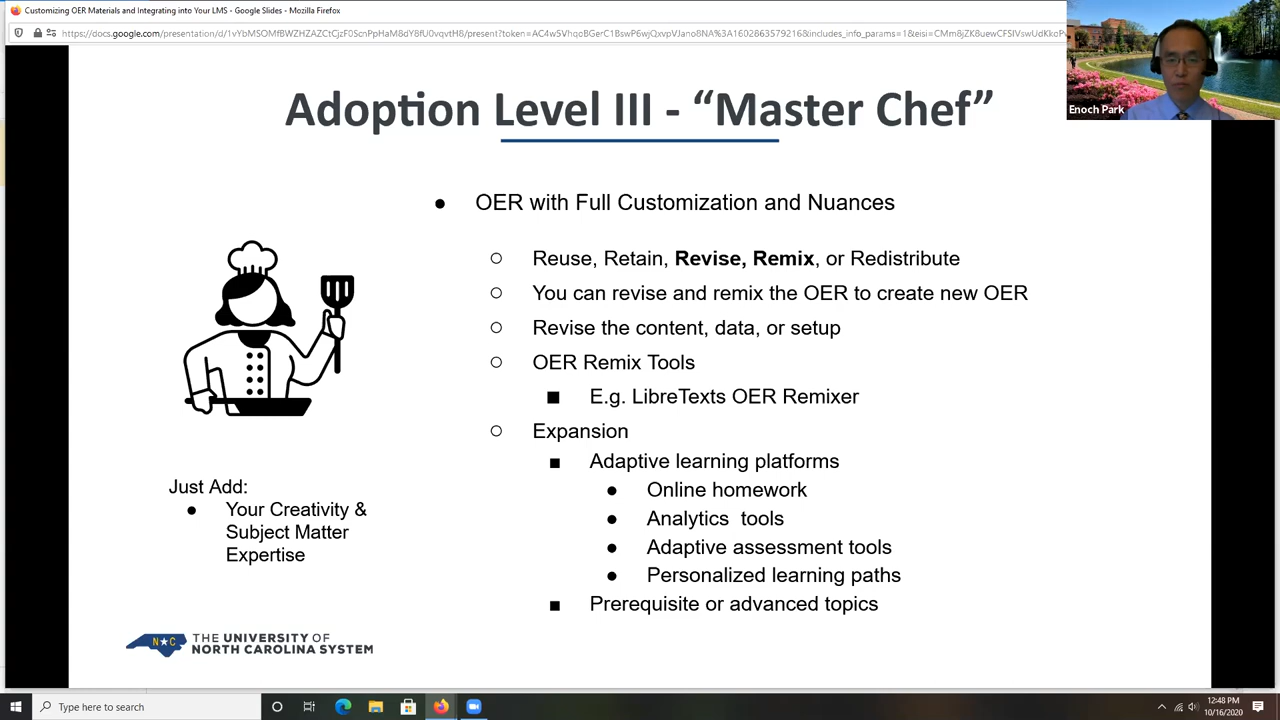 Customizing OER Materials and Integrating into Your LMS - Google Slides - Mozilla Firefox
Enoch Park
Adoption Level III - “Master Chef”
● OER with Full Customization and Nuances
○ Reuse, Retain, Revise, Remix, or Redistribute
○ You can revise and remix the OER to create new OER
○ Revise the content, data, or setup
○ OER Remix Tools
■ E.g. LibreTexts OER Remixer
○ Expansion
■ Adaptive learning platforms
● Online homework
● Analytics tools
● Adaptive assessment tools
● Personalized learning paths
■ Prerequisite or advanced topics
Just Add:
● Your Creativity &
Subject Matter
Expertise
N★C
THE UNIVERSITY OF
NORTH CAROLINA SYSTEM
Type here to search
12:48 PM
10/16/2020